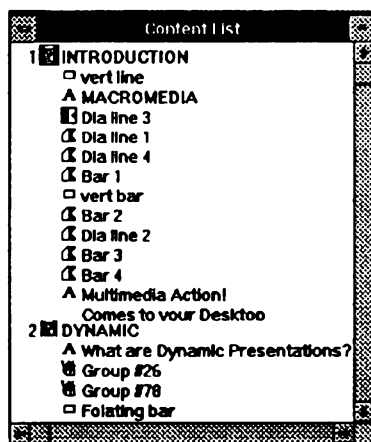 Content List
1 INTRODUCTION
vert line
A MACROMEDIA
Dia line 3
Dia line 1
Dia line 4
Bar 1
vert bar
Bar 2
Dia line 2
Bar 3
Bar 4
A Multimedia Action!
Comes to your Desktop
2 DYNAMIC
A What are Dynamic Presentations?
Group #26
Group #78
Folating bar